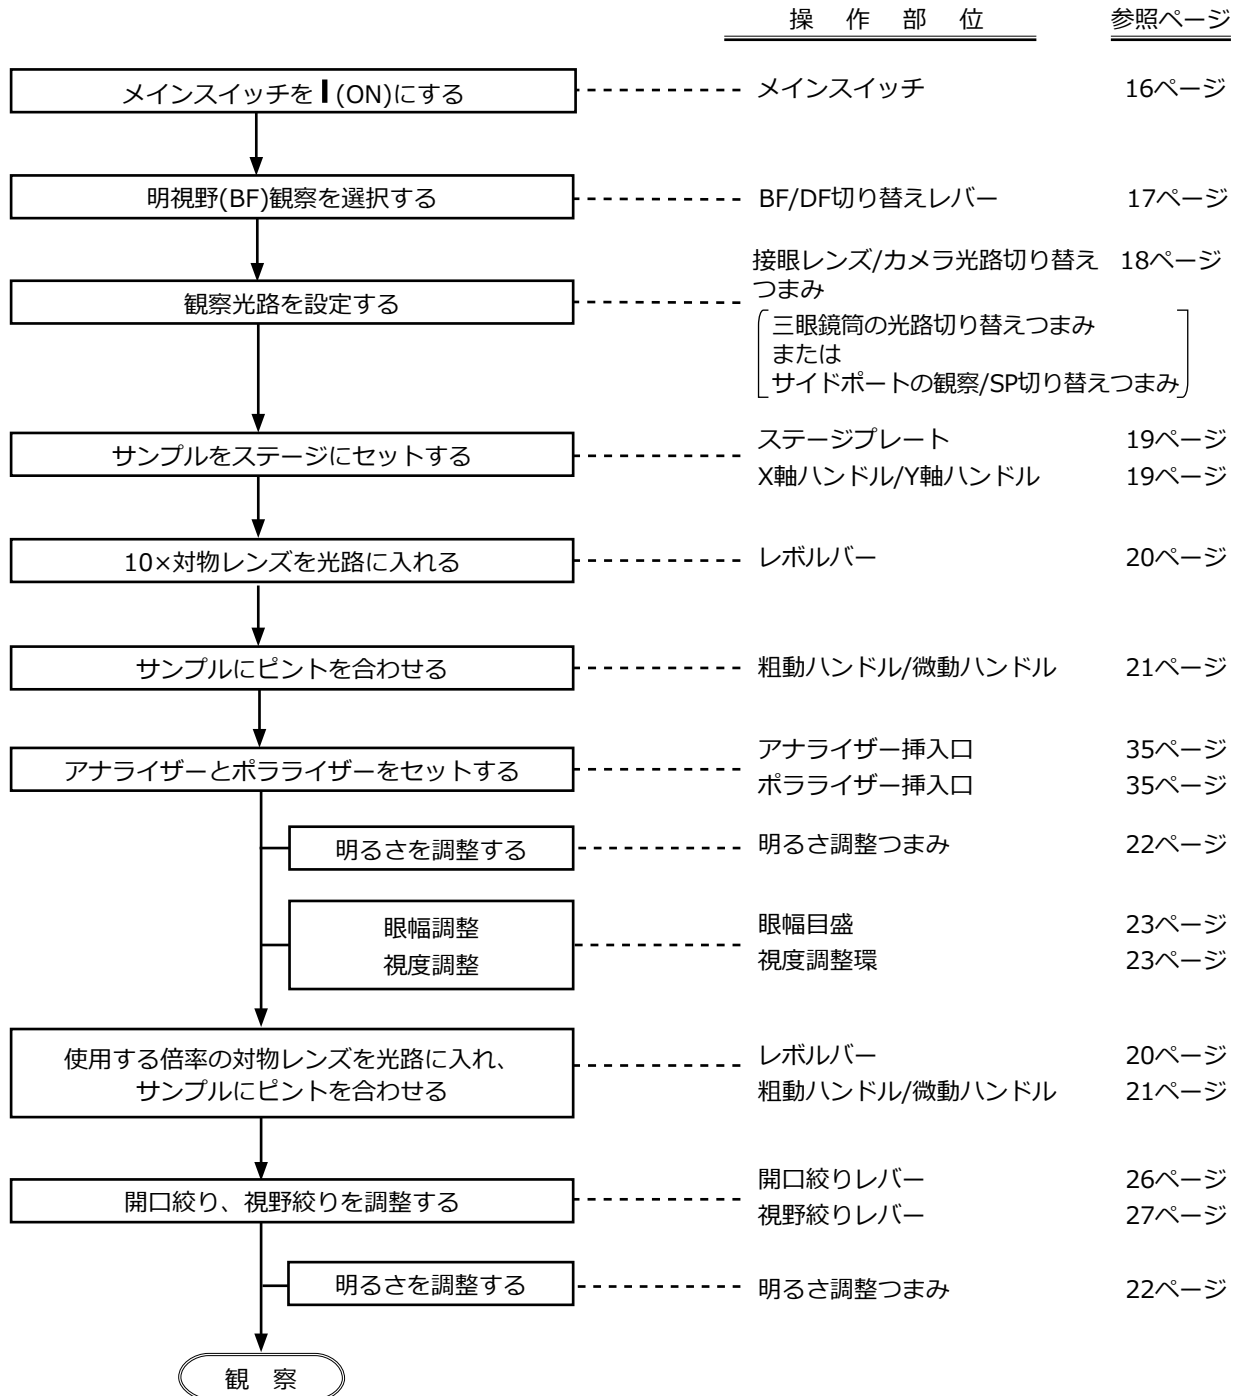 操 作 部 位 参照ページ
メインスイッチを I (ON)にする メインスイッチ 16ページ
明視野(BF)観察を選択する BF/DF切り替えレバー 17ページ
観察光路を設定する
接眼レンズ/カメラ光路切り替え 18ページ
つまみ
三眼鏡筒の光路切り替えつまみ
または
サイドポートの観察/SP切り替えつまみ
サンプルをステージにセットする
ステージプレート 19ページ
X軸ハンドル/Y軸ハンドル 19ページ
10×対物レンズを光路に入れる レボルバー 20ページ
サンプルにピントを合わせる 粗動ハンドル/微動ハンドル 21ページ
アナライザーとポラライザーをセットする
アナライザー挿入口 35ページ
ポラライザー挿入口 35ページ
明るさを調整する 明るさ調整つまみ 22ページ
眼幅調整 眼幅目盛 23ページ
視度調整 視度調整環 23ページ
使用する倍率の対物レンズを光路に入れ、 レボルバー 20ページ
サンプルにピントを合わせる 粗動ハンドル/微動ハンドル 21ページ
開口絞り、視野絞りを調整する
開口絞りレバー 26ページ
視野絞りレバー 27ページ
明るさを調整する 明るさ調整つまみ 22ページ
観 察